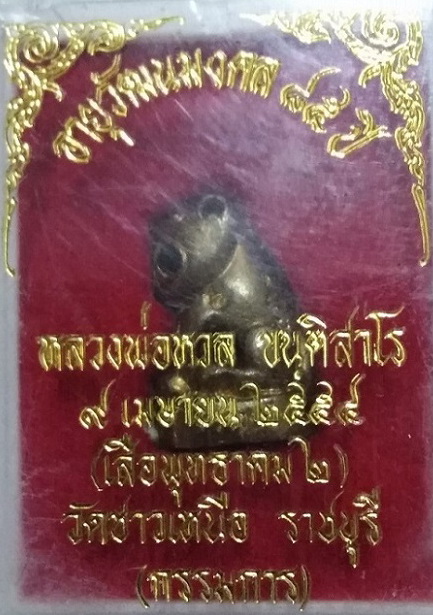 อายุวัฒนมงคล ๘๕ ปี
หลวงพ่อหวล ขนฺติสาโร
๙ เมษายน ๒๕๕๔
(เสือพุทธาคม ๒)
วัดชาวเหนือ ราชบุรี
(กรรมการ)